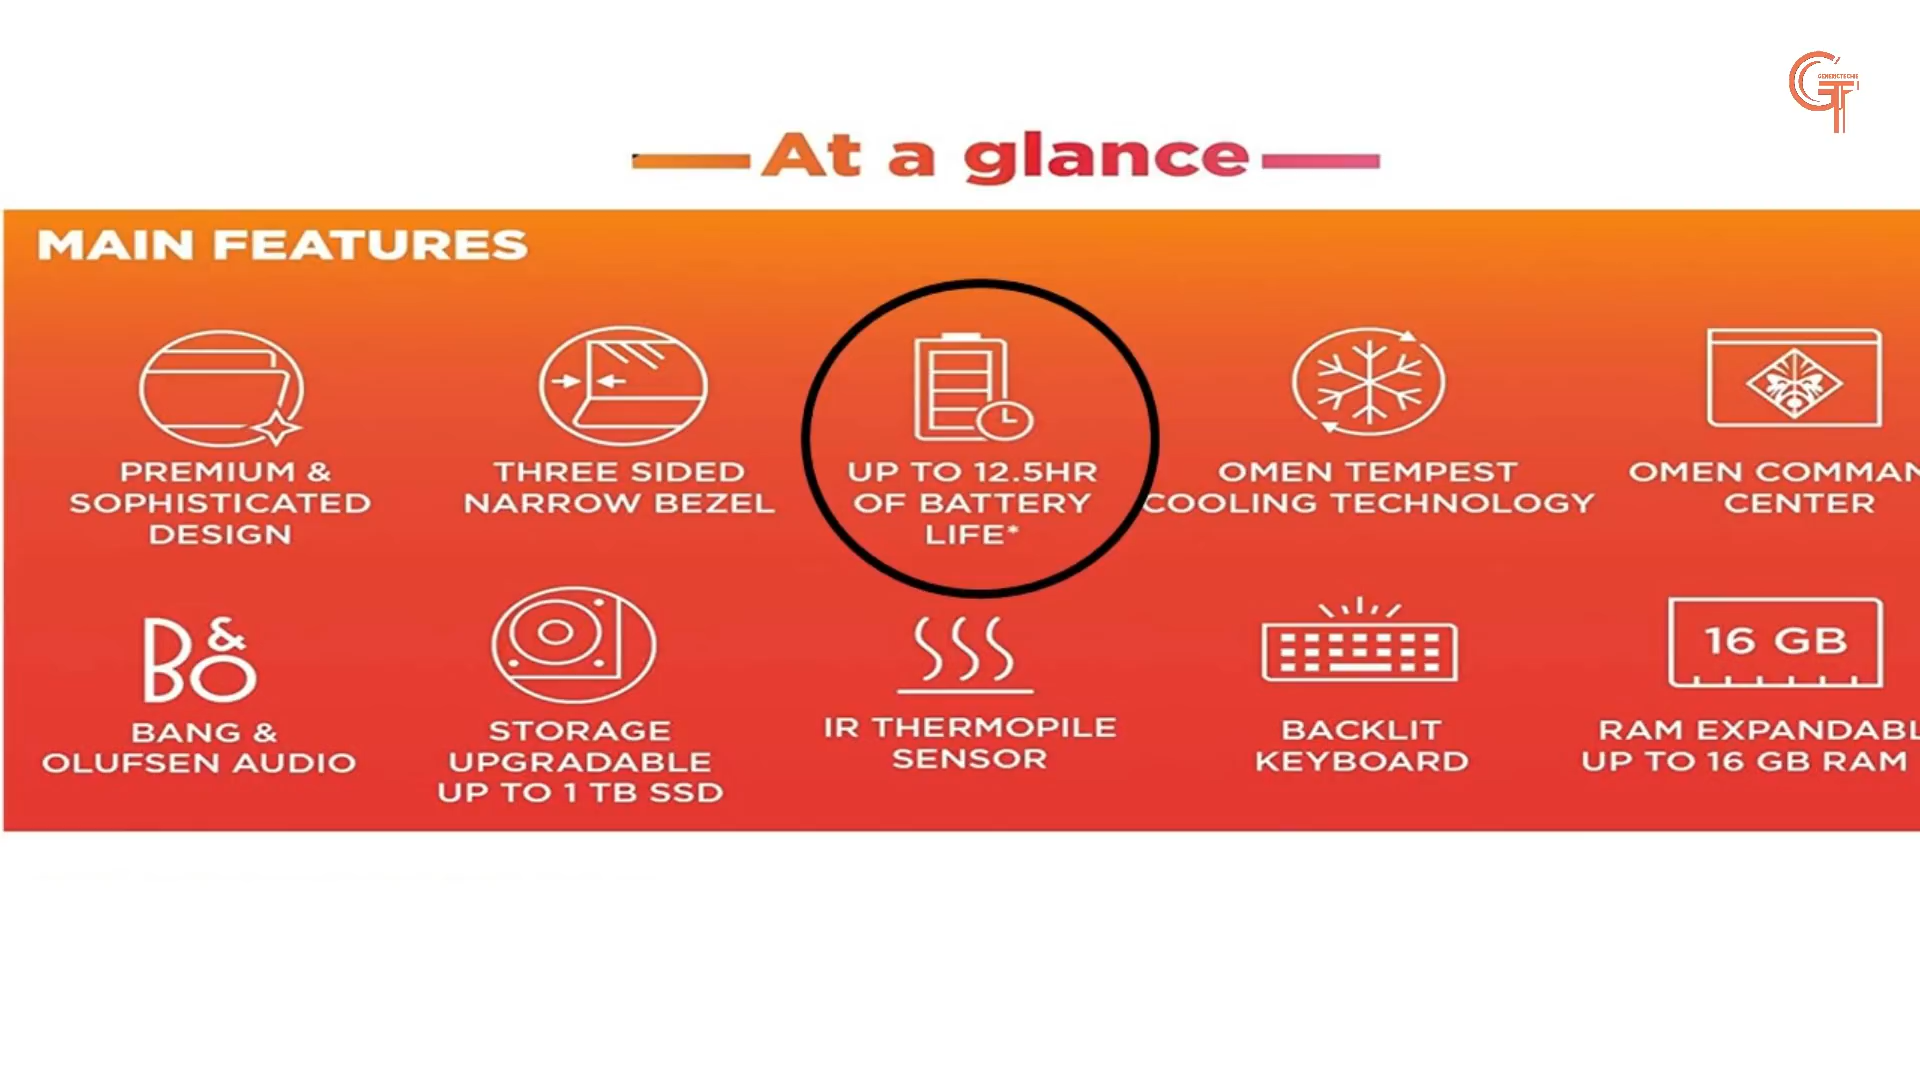 GENERICTECHIE
At a glance
MAIN FEATURES
PREMIUM &
SOPHISTICATED
DESIGN
THREE SIDED
NARROW BEZEL
UP TO 12.5HR
OF BATTERY
LIFE*
OMEN TEMPEST
COOLING TECHNOLOGY
OMEN COMMAN
CENTER
B&O
BANG &
OLUFSEN AUDIO
STORAGE
UPGRADABLE
UP TO 1 TB SSD
IR THERMOPILE
SENSOR
BACKLIT
KEYBOARD
16 GB
RAM EXPANDABL
UP TO 16 GB RAM